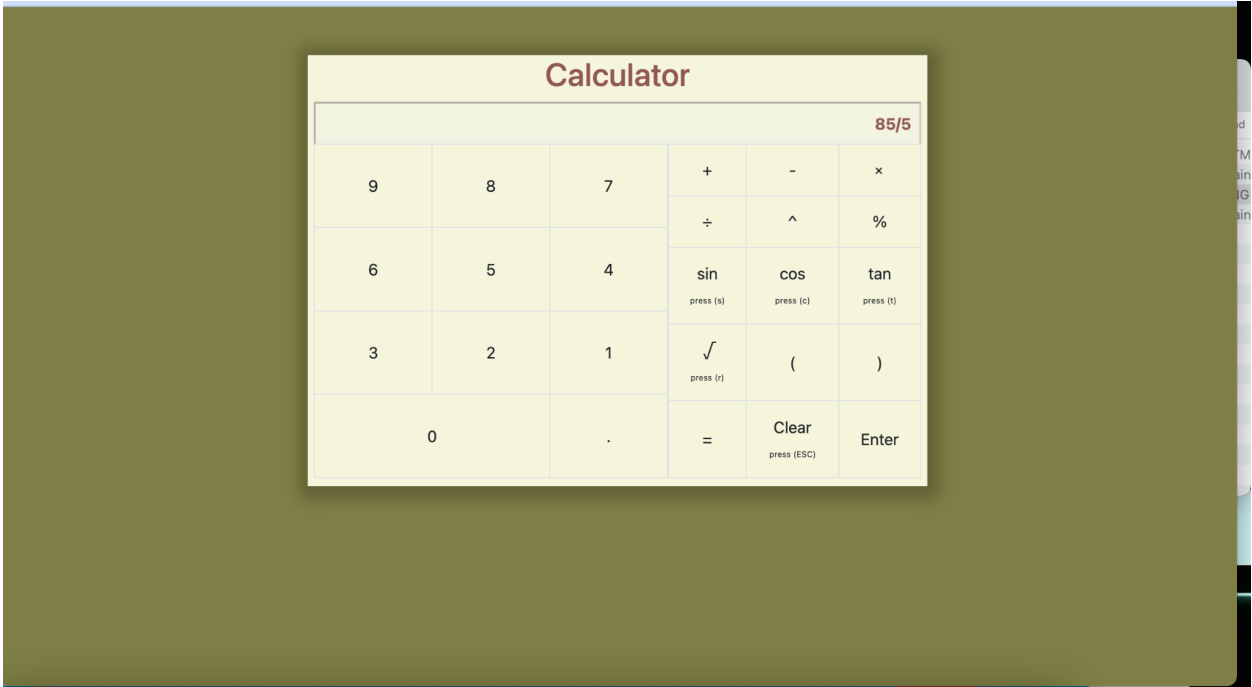 Calculator
85/5
9 8 7 + - ×
÷ ^ %
6 5 4 sin cos tan
press (s) press (c) press (t)
3 2 1 √ ( )
press (r)
0 . = Clear Enter
press (ESC)